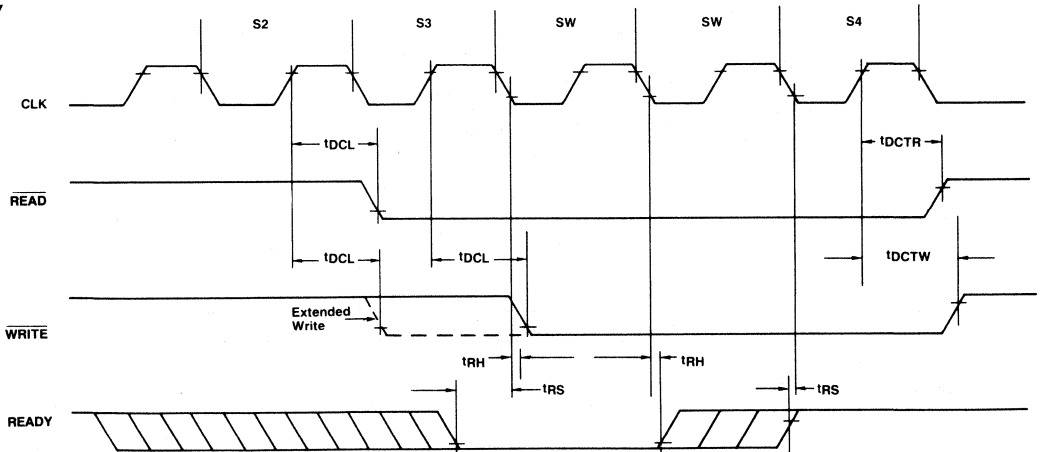 S2 S3 SW SW S4
CLK
tDCL tDCTR
READ
tDCL tDCL tDCTW
Extended
Write
WRITE
tRH tRH
tRS tRS
READY